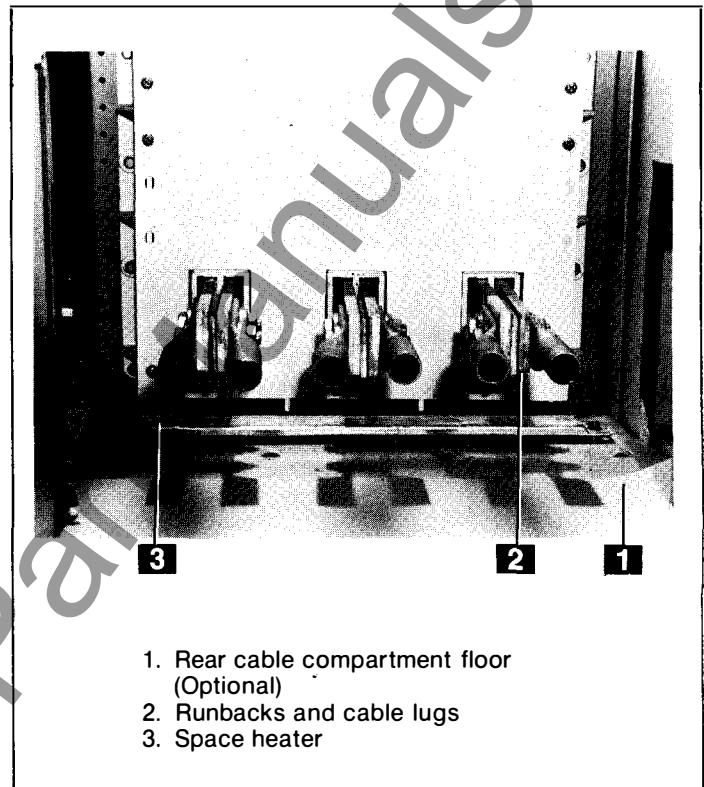 3
2
1
1. Rear cable compartment floor
(Optional)
2. Runbacks and cable lugs
3. Space heater